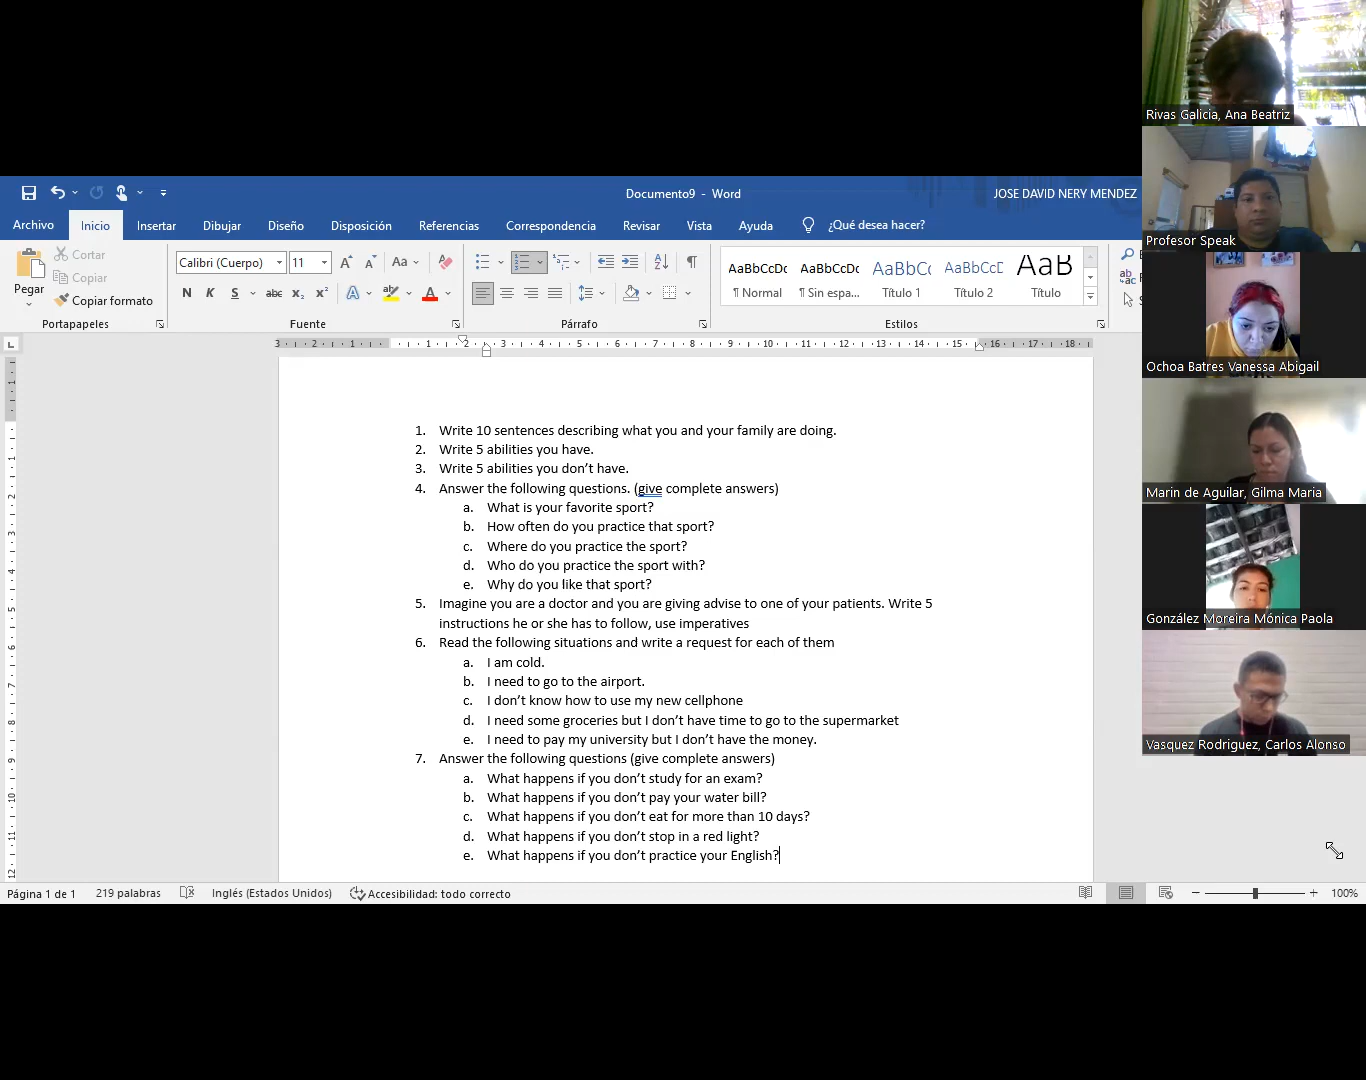 Rivas Galicia, Ana Beatriz
Documento9 - Word
JOSE DAVID NERY MENDEZ
Profesor Speak
Archivo Inicio Insertar Dibujar Diseño Disposición Referencias Correspondencia Revisar Vista Ayuda ¿Qué desea hacer?
Pegar
Cortar
Copiar
Copiar formato
Portapapeles
Calibri (Cuerpo) 11
N K S abc x₂ x²
Fuente
Párrafo
AaBbCcDc AaBbCcDc AaBbCc AaBbCcD AaB
¶ Normal ¶ Sin espa... Título 1 Título 2 Título
Estilos
Ochoa Batres Vanessa Abigail
1. Write 10 sentences describing what you and your family are doing.
2. Write 5 abilities you have.
3. Write 5 abilities you don’t have.
4. Answer the following questions. (give complete answers)
a. What is your favorite sport?
b. How often do you practice that sport?
c. Where do you practice the sport?
d. Who do you practice the sport with?
e. Why do you like that sport?
5. Imagine you are a doctor and you are giving advise to one of your patients. Write 5
instructions he or she has to follow, use imperatives
6. Read the following situations and write a request for each of them
a. I am cold.
b. I need to go to the airport.
c. I don’t know how to use my new cellphone
d. I need some groceries but I don’t have time to go to the supermarket
e. I need to pay my university but I don’t have the money.
7. Answer the following questions (give complete answers)
a. What happens if you don’t study for an exam?
b. What happens if you don’t pay your water bill?
c. What happens if you don’t eat for more than 10 days?
d. What happens if you don’t stop in a red light?
e. What happens if you don’t practice your English?
Marin de Aguilar, Gilma Maria
González Moreira Mónica Paola
Vasquez Rodriguez, Carlos Alonso
Página 1 de 1 219 palabras Inglés (Estados Unidos) Accesibilidad: todo correcto 100%